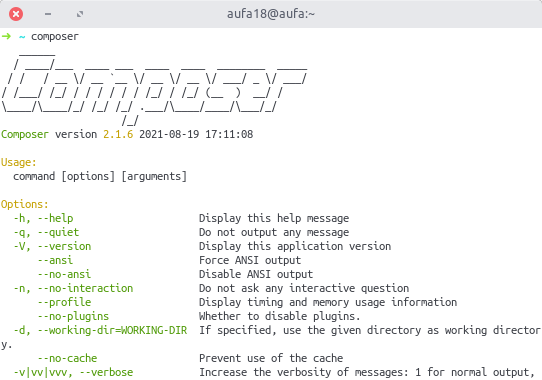 aufa18@aufa:~
➜ ~ composer
   ______
  / ____/___  ____ ___  ____  ____  ________  _____
 / /   / __ \/ __ `__ \/ __ \/ __ \/ ___/ _ \/ ___/
/ /___/ /_/ / / / / / / /_/ / /_/ (__  )  __/ /
\____/\____/_/ /_/ /_/ .___/\____/____/\___/_/
                    /_/
Composer version 2.1.6 2021-08-19 17:11:08
Usage:
  command [options] [arguments]
Options:
  -h, --help                     Display this help message
  -q, --quiet                    Do not output any message
  -V, --version                  Display this application version
      --ansi                     Force ANSI output
      --no-ansi                  Disable ANSI output
  -n, --no-interaction           Do not ask any interactive question
      --profile                  Display timing and memory usage information
      --no-plugins               Whether to disable plugins.
  -d, --working-dir=WORKING-DIR  If specified, use the given directory as working director
y.
      --no-cache                 Prevent use of the cache
  -v|vv|vvv, --verbose           Increase the verbosity of messages: 1 for normal output,